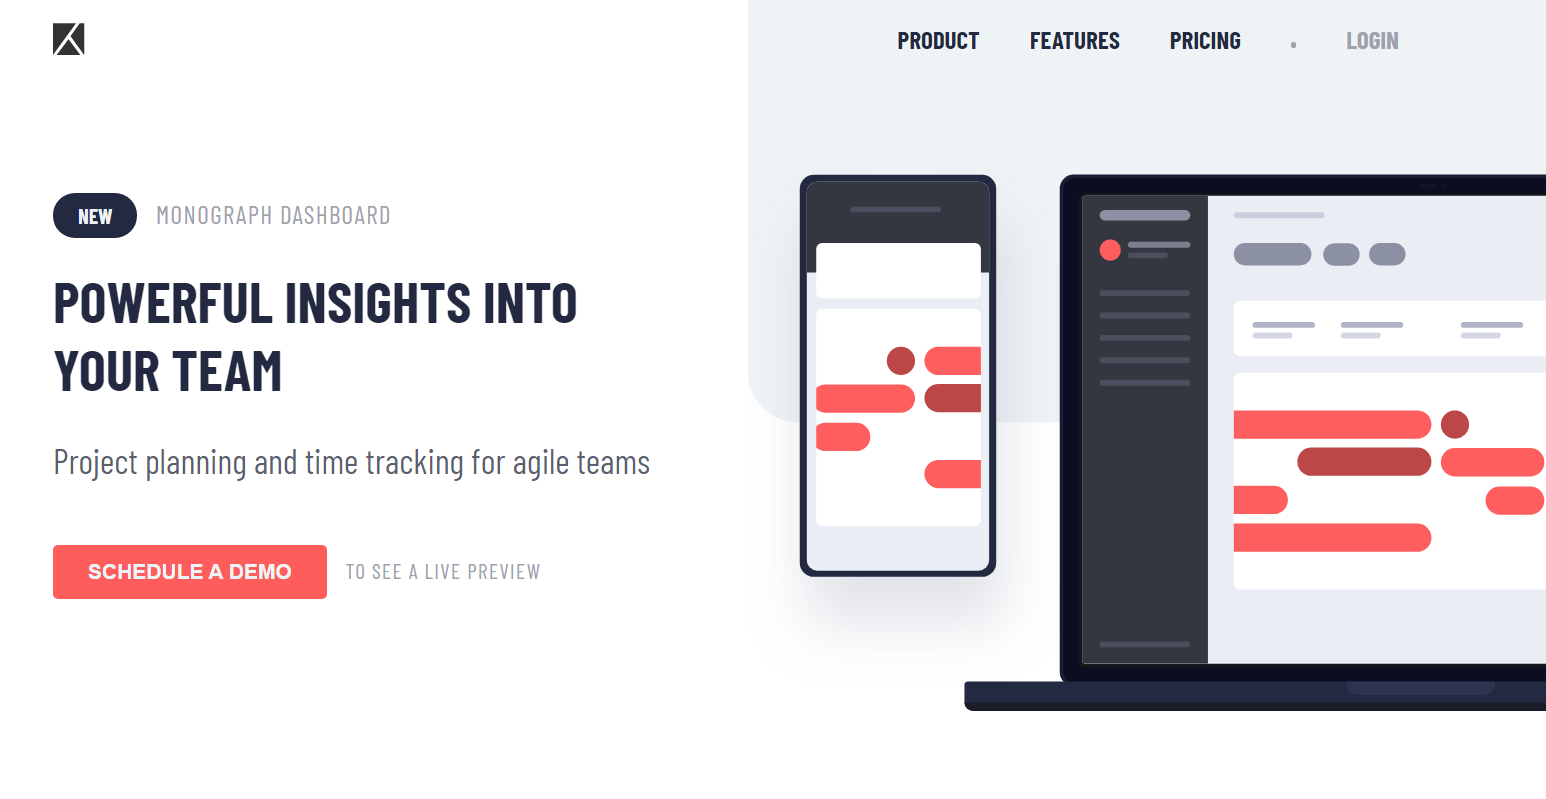 PRODUCT FEATURES PRICING LOGIN
NEW MONOGRAPH DASHBOARD
POWERFUL INSIGHTS INTO
YOUR TEAM
Project planning and time tracking for agile teams
SCHEDULE A DEMO TO SEE A LIVE PREVIEW